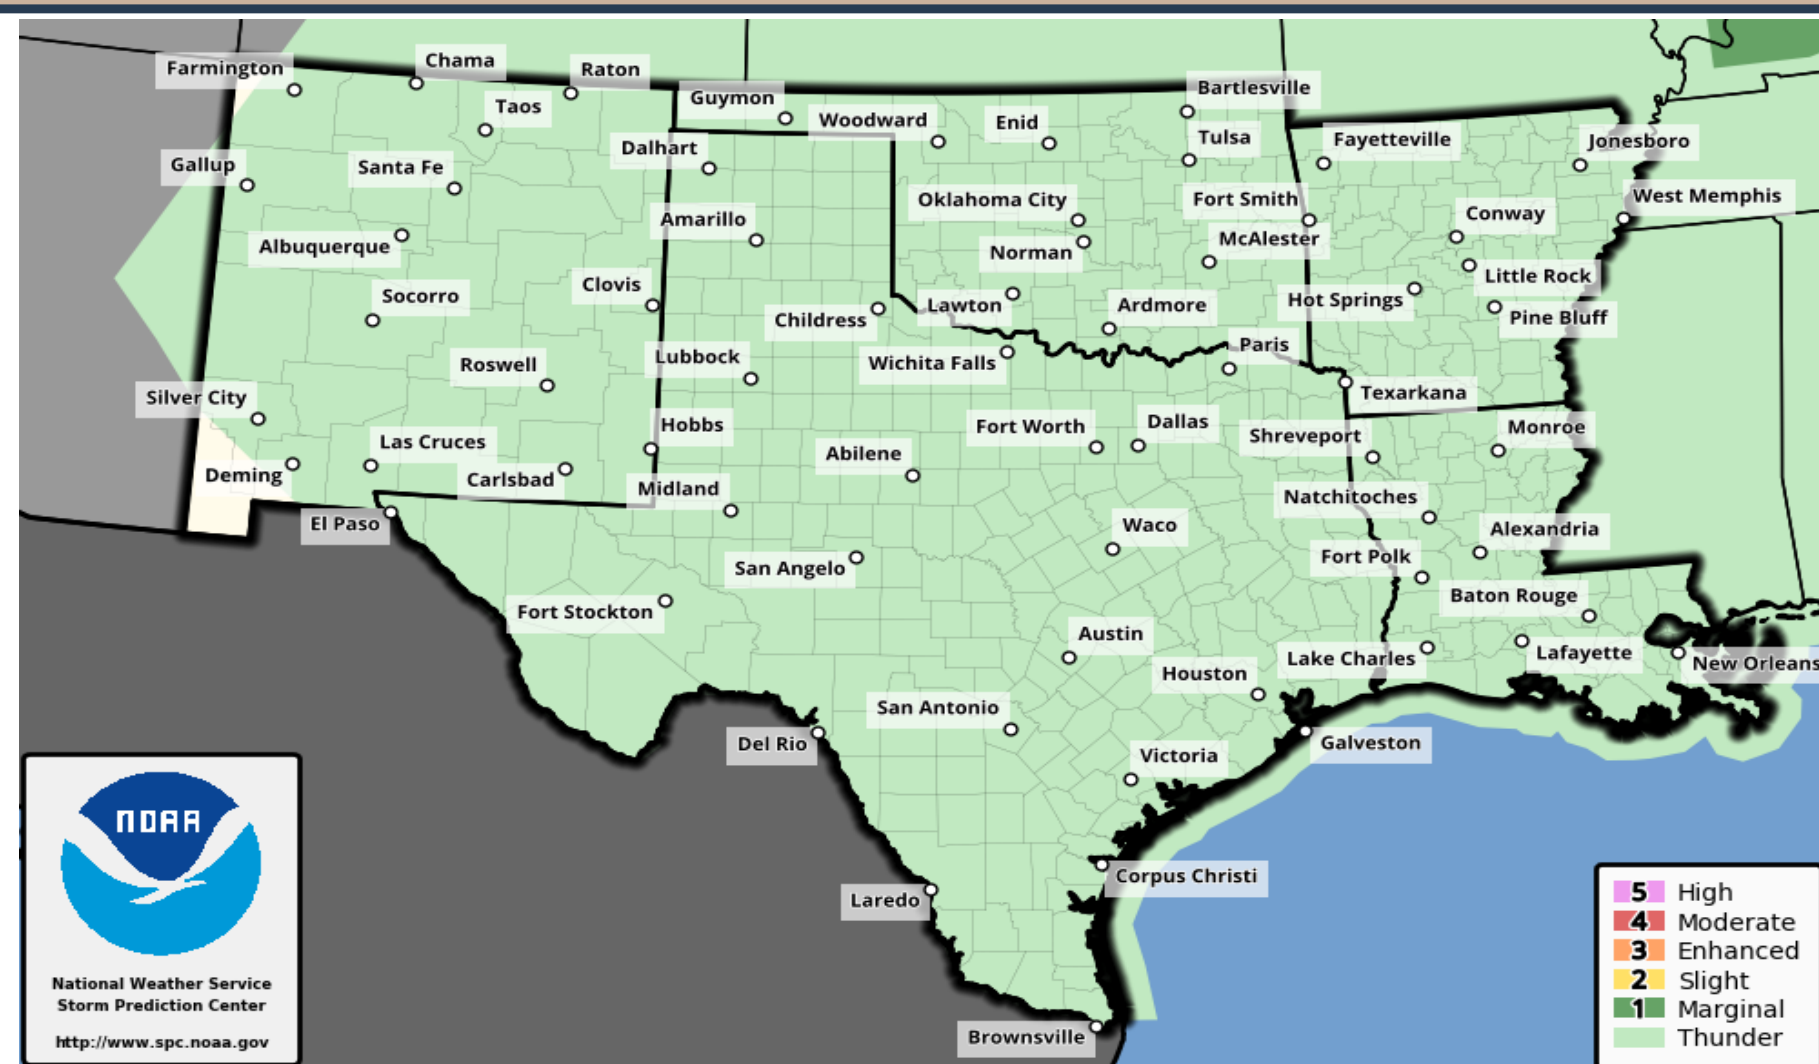 Farmington
Chama
Raton
Taos
Guymon
Woodward
Enid
Bartlesville
Tulsa
Fayetteville
Jonesboro
Gallup
Santa Fe
Dalhart
Oklahoma City
Fort Smith
Conway
West Memphis
Albuquerque
Amarillo
Norman
McAlester
Little Rock
Socorro
Clovis
Childress
Lawton
Ardmore
Hot Springs
Pine Bluff
Roswell
Lubbock
Wichita Falls
Paris
Texarkana
Silver City
Las Cruces
Hobbs
Abilene
Fort Worth
Dallas
Shreveport
Monroe
Deming
Carlsbad
Midland
Natchitoches
El Paso
San Angelo
Waco
Fort Polk
Alexandria
Fort Stockton
Austin
Baton Rouge
Houston
Lake Charles
Lafayette
New Orleans
San Antonio
Del Rio
Victoria
Galveston
Laredo
Corpus Christi
Brownsville
NOAA
National Weather Service
Storm Prediction Center
http://www.spc.noaa.gov
5 High
4 Moderate
3 Enhanced
2 Slight
1 Marginal
Thunder